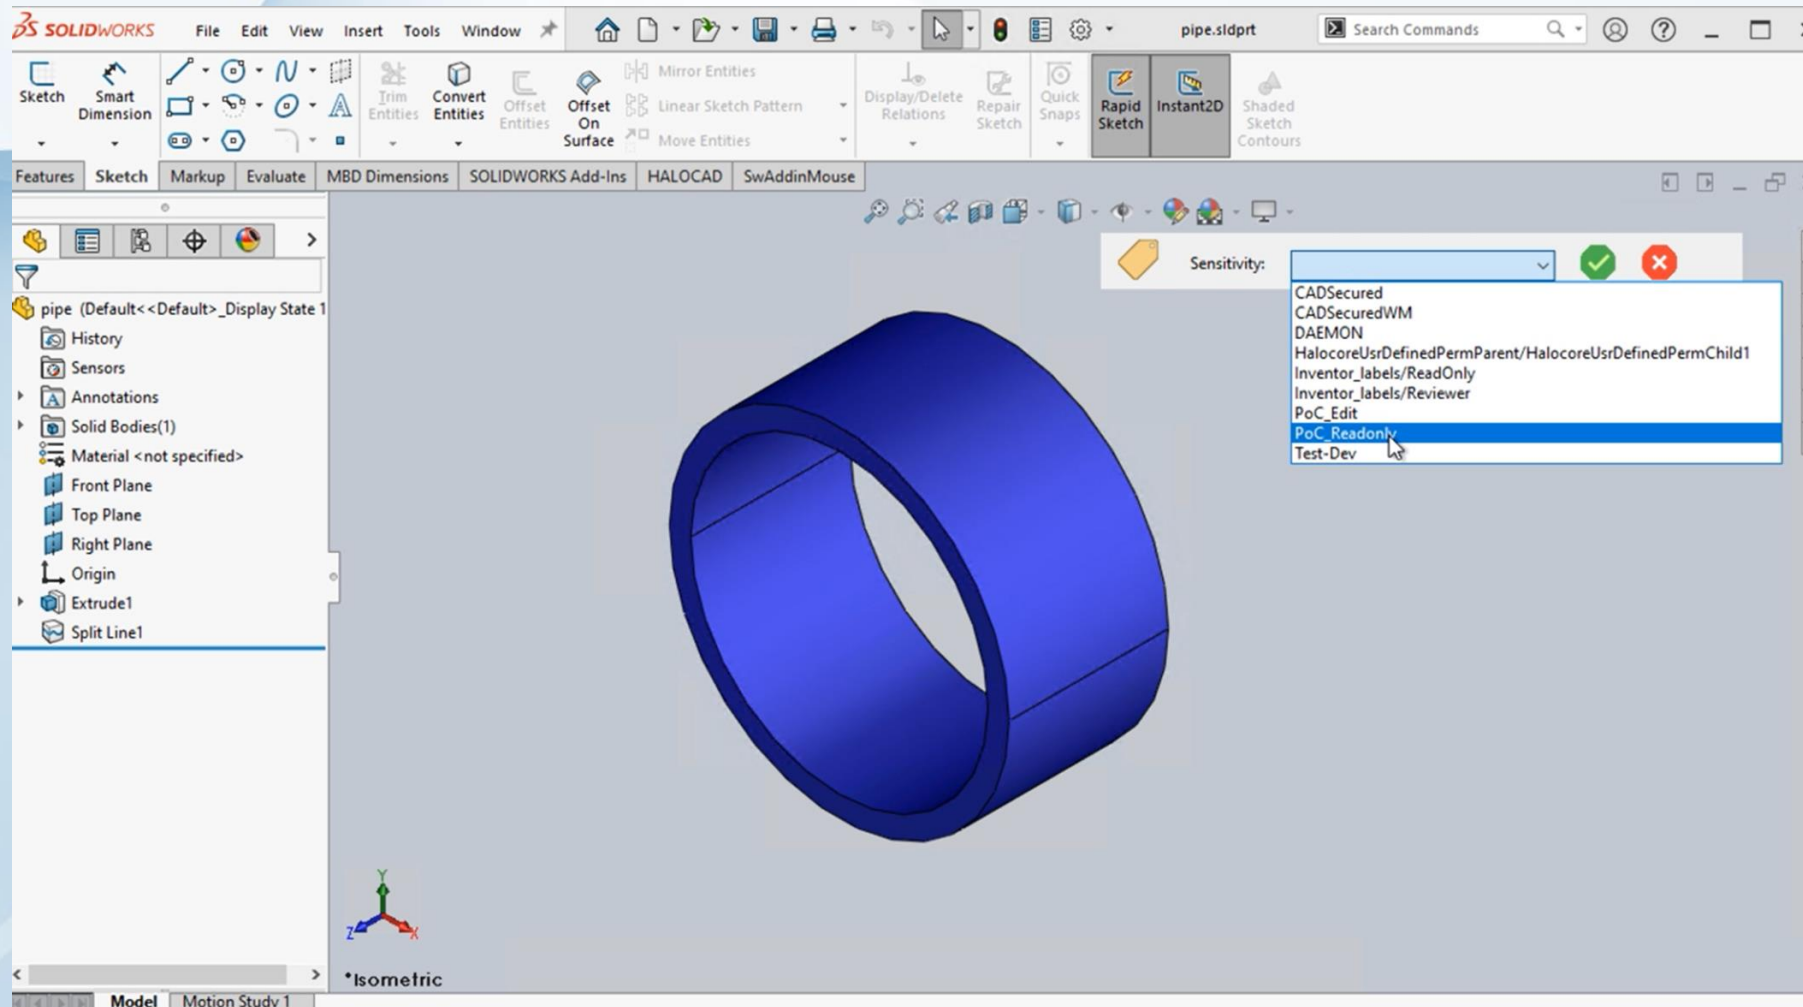 SOLIDWORKS File Edit View Insert Tools Window pipe.sldprt Search Commands
Sketch Smart Dimension Trim Entities Convert Entities Offset Entities Offset On Surface Mirror Entities Linear Sketch Pattern Move Entities Display/Delete Relations Repair Sketch Quick Snaps Rapid Sketch Instant2D Shaded Sketch Contours
Features Sketch Markup Evaluate MBD Dimensions SOLIDWORKS Add-Ins HALOCAD SwAddinMouse
Sensitivity:
CADSecured
CADSecuredWM
DAEMON
HalocoreUsrDefinedPermParent/HalocoreUsrDefinedPermChild1
Inventor_labels/ReadOnly
Inventor_labels/Reviewer
PoC_Edit
PoC_Readonly
Test-Dev
pipe (Default<<Default>_Display State 1
History
Sensors
Annotations
Solid Bodies(1)
Material <not specified>
Front Plane
Top Plane
Right Plane
Origin
Extrude1
Split Line1
Y
Z X
*Isometric
Model Motion Study 1